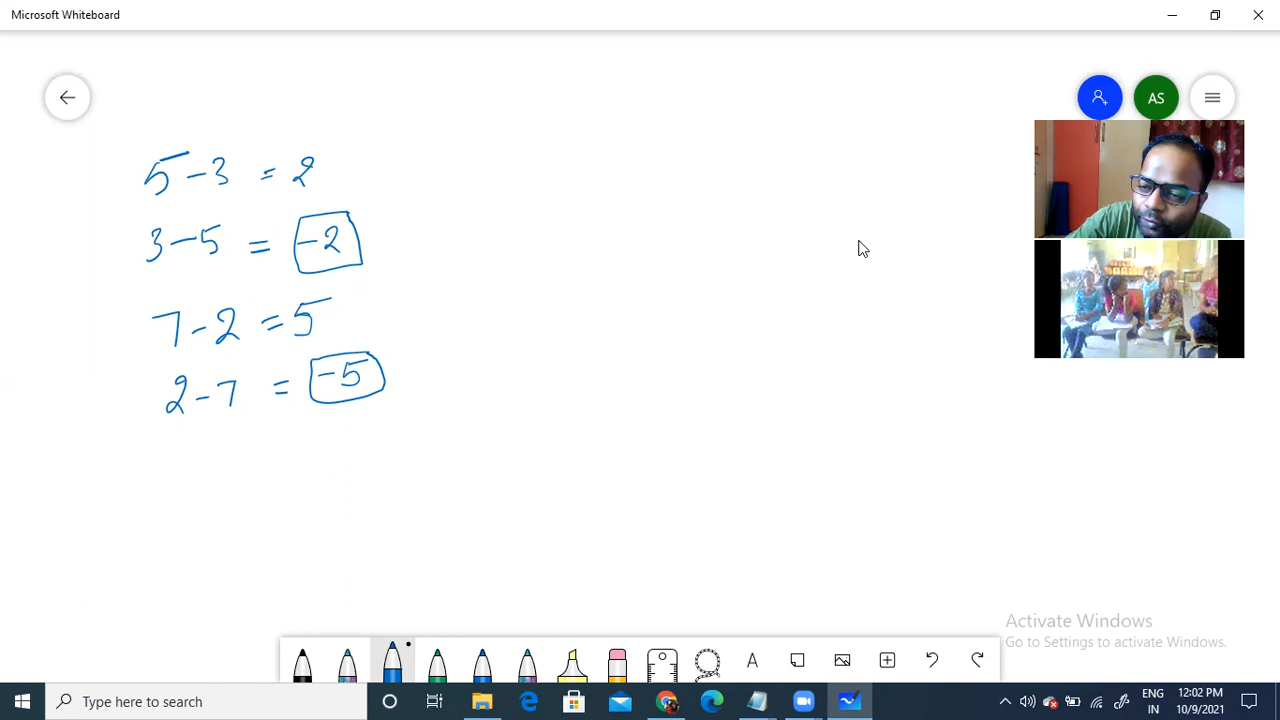 Microsoft Whiteboard
AS
5 - 3 = 2
3 - 5 = -2
7 - 2 = 5
2 - 7 = -5
Activate Windows
Go to Settings to activate Windows.
A
Type here to search
ENG
IN
12:02 PM
10/9/2021